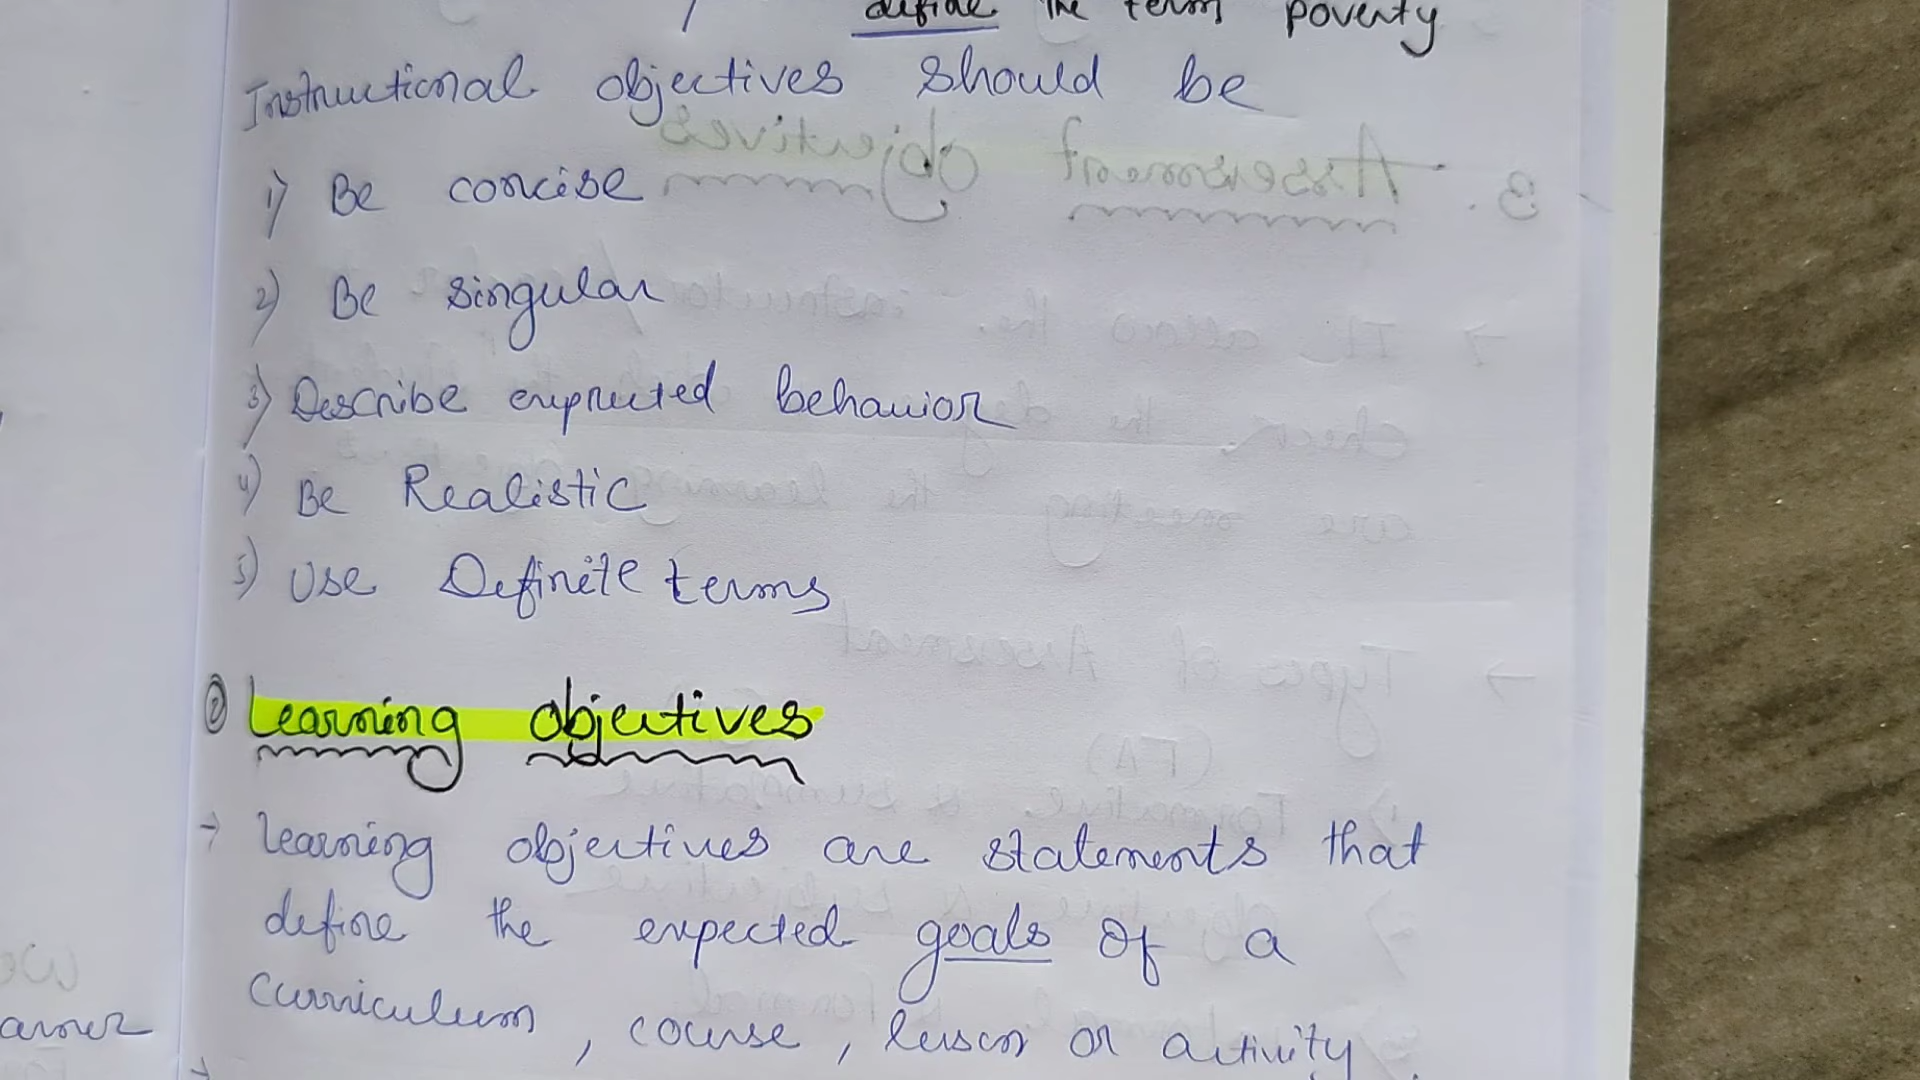 define the term poverty
Instructional objectives should be
1) Be concise
2) Be singular
3) Describe expected behavior
4) Be Realistic
5) Use Definite terms
② Learning objectives
→ Learning objectives are statements that
define the expected goals of a
curriculum, course, lesson or activity.